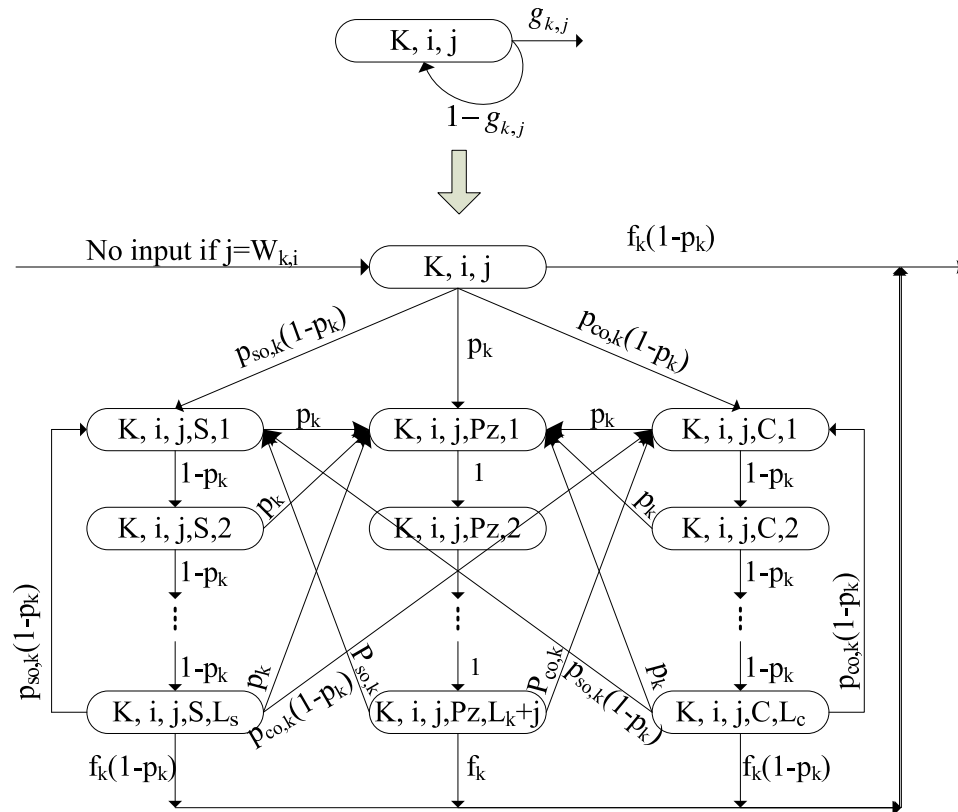 g_{k,j}
K, i, j
1− g_{k,j}
f_k(1-p_k)
No input if j=W_{k,i}
K, i, j
p_{so,k}(1-p_k)
p_k
p_{co,k}(1-p_k)
K, i, j,S,1
p_k
K, i, j,Pz,1
p_k
K, i, j,C,1
1-p_k
1
1-p_k
K, i, j,S,2
p_k
K, i, j,Pz,2
p_k
K, i, j,C,2
1-p_k
1-p_k
p_{so,k}(1-p_k)
p_{co,k}(1-p_k)
1-p_k
p_k
P_{so,k}
1
P_{co,k}
p_k
1-p_k
K, i, j,S,L_s
p_{co,k}(1-p_k)
K, i, j,Pz,L_k+j
p_{so,k}(1-p_k)
K, i, j,C,L_c
f_k(1-p_k)
f_k
f_k(1-p_k)